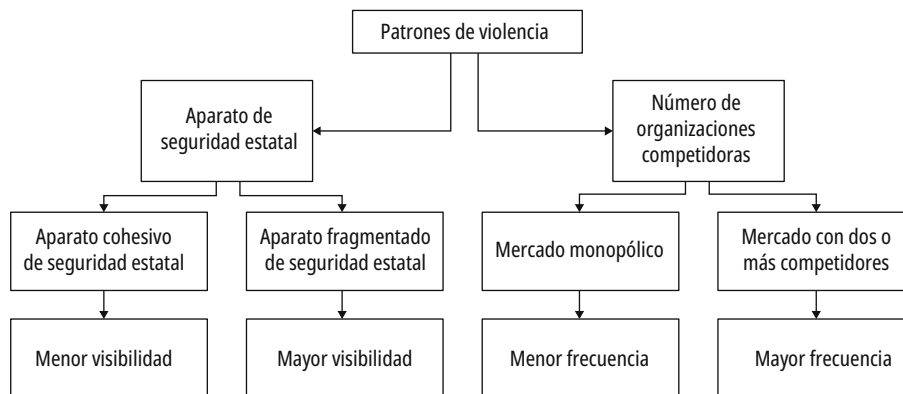 Patrones de violencia
Aparato de
seguridad estatal
Número de
organizaciones
competidoras
Aparato cohesivo
de seguridad estatal
Aparato fragmentado
de seguridad estatal
Mercado monopólico
Mercado con dos o
más competidores
Menor visibilidad
Mayor visibilidad
Menor frecuencia
Mayor frecuencia